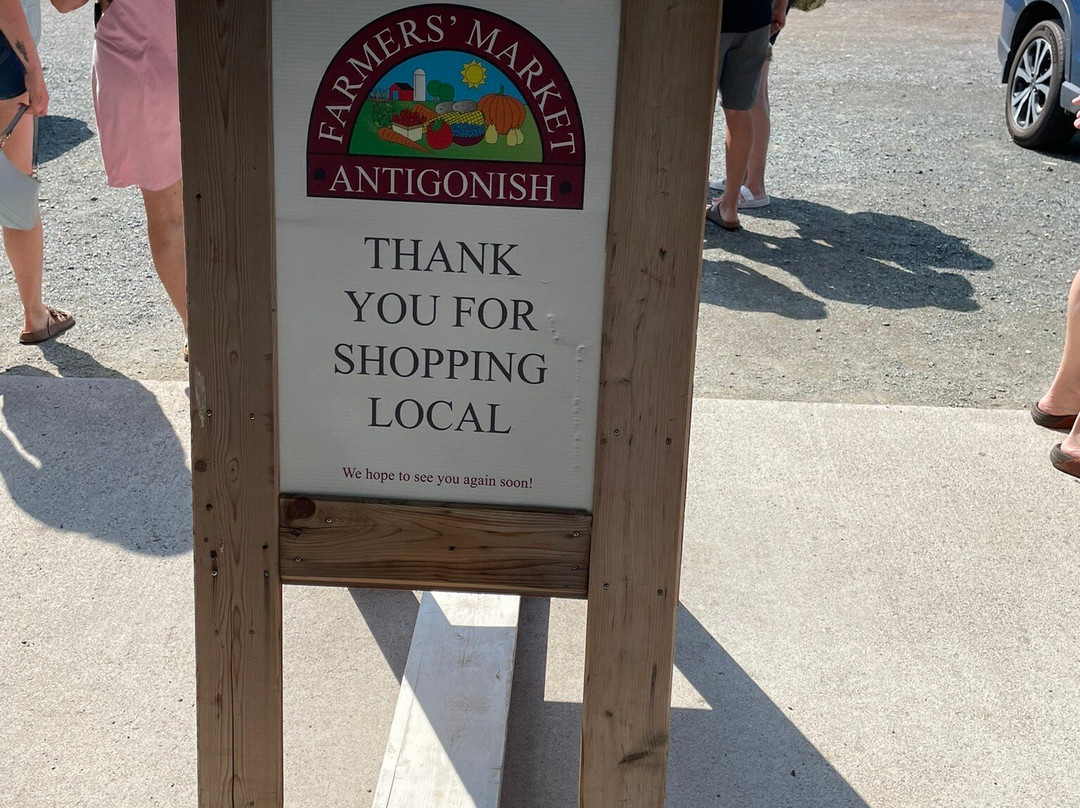 FARMERS' MARKET
ANTIGONISH
THANK
YOU FOR
SHOPPING
LOCAL
We hope to see you again soon!